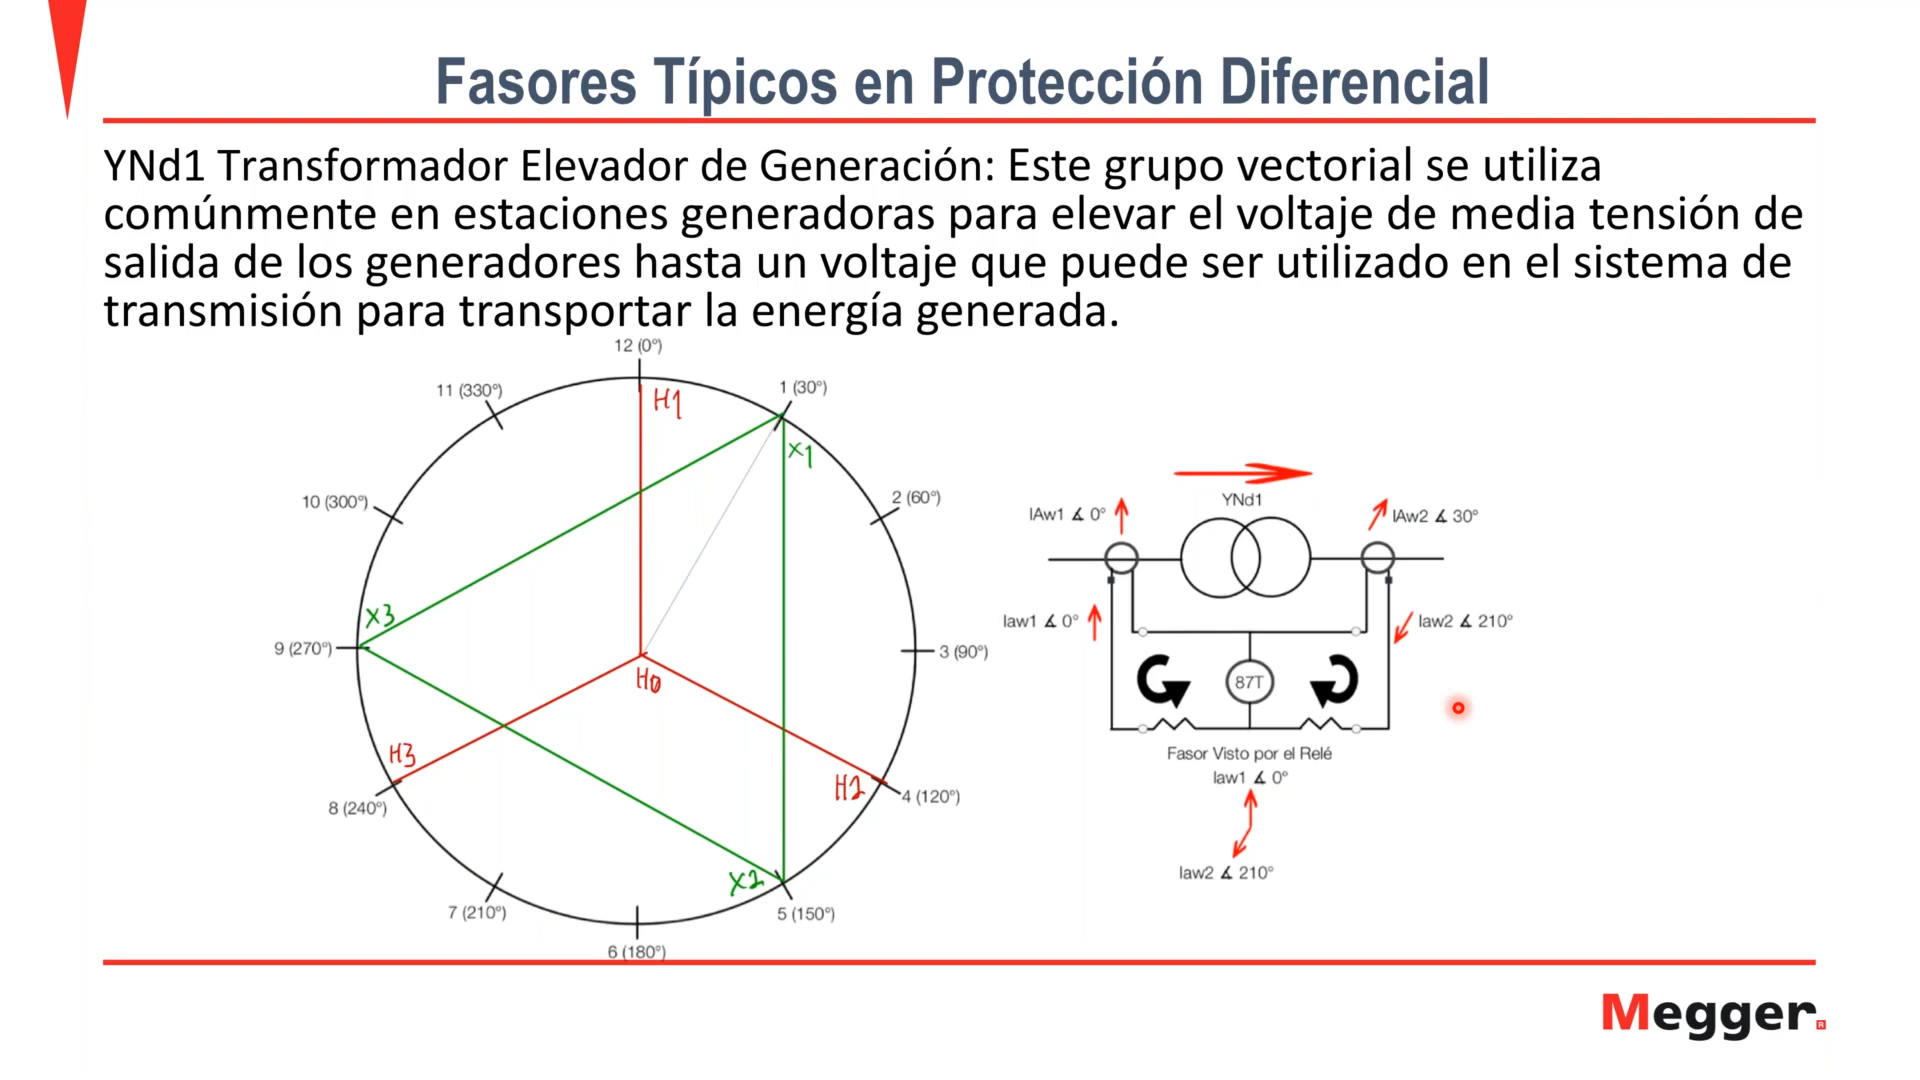 Fasores Típicos en Protección Diferencial
YNd1 Transformador Elevador de Generación: Este grupo vectorial se utiliza
comúnmente en estaciones generadoras para elevar el voltaje de media tensión de
salida de los generadores hasta un voltaje que puede ser utilizado en el sistema de
transmisión para transportar la energía generada.
12 (0°)
11 (330°)
1 (30°)
H1
X1
10 (300°)
2 (60°)
X3
9 (270°)
3 (90°)
H0
H3
H2
8 (240°)
4 (120°)
X2
7 (210°)
5 (150°)
6 (180°)
YNd1
IAw1 ∡ 0°
IAw2 ∡ 30°
Iaw1 ∡ 0°
Iaw2 ∡ 210°
87T
Fasor Visto por el Relé
Iaw1 ∡ 0°
Iaw2 ∡ 210°
Megger®